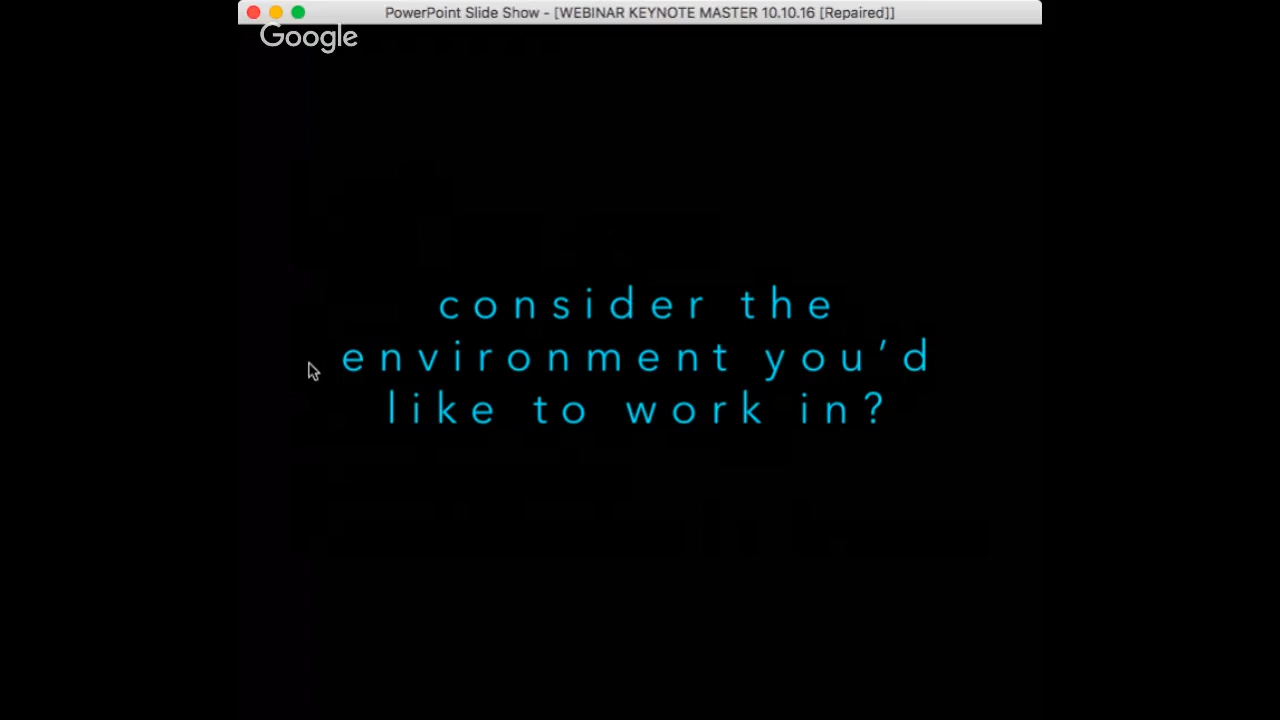 PowerPoint Slide Show - [WEBINAR KEYNOTE MASTER 10.10.16 [Repaired]]
Google
consider the
environment you’d
like to work in?